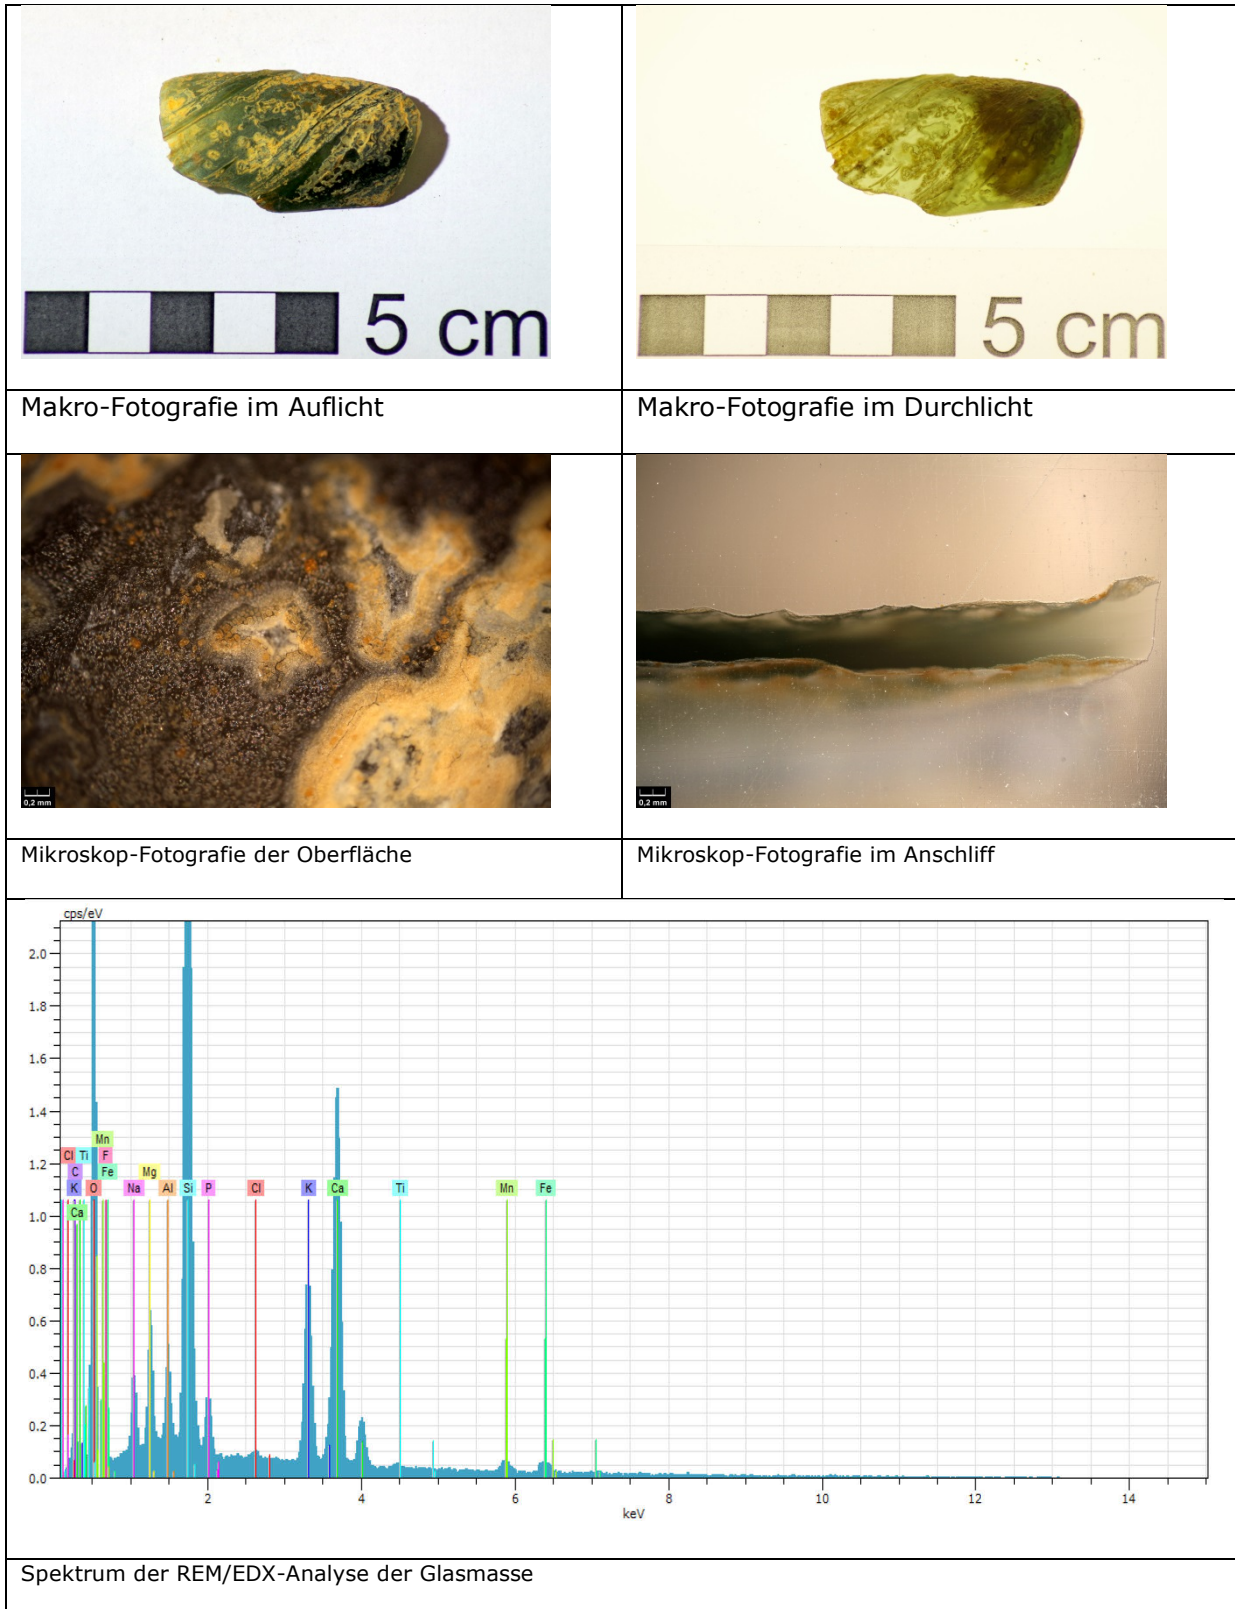 5 cm
5 cm
Makro-Fotografie im Auflicht
Makro-Fotografie im Durchlicht
0,2 mm
0,2 mm
Mikroskop-Fotografie der Oberfläche
Mikroskop-Fotografie im Anschliff
cps/eV
2.0
1.8
1.6
1.4
1.2
1.0
0.8
0.6
0.4
0.2
0.0
Mn
Cl Ti F
C Fe Mg
K O Na Al Si P Cl K Ca Ti Mn Fe
Ca
2 4 6 8 10 12 14
keV
Spektrum der REM/EDX-Analyse der Glasmasse